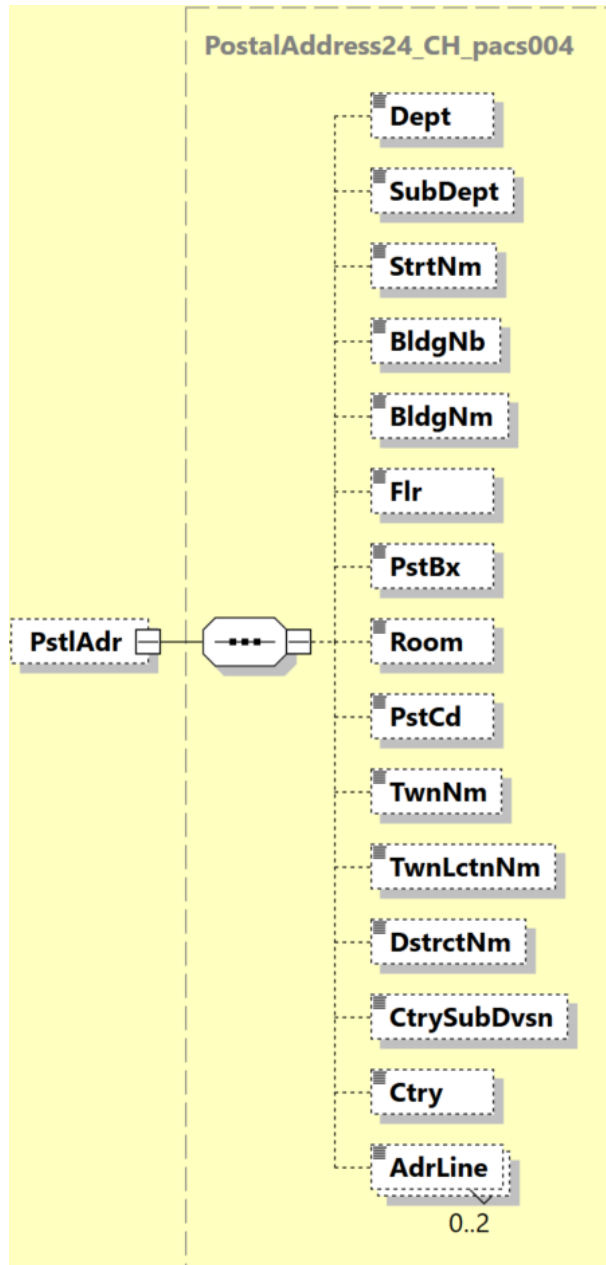 PostalAddress24_CH_pacs004
Dept
SubDept
StrtNm
BldgNb
BldgNm
Flr
PstBx
PstlAdr
Room
PstCd
TwnNm
TwnLctnNm
DstrctNm
CtrySubDvsn
Ctry
AdrLine
0..2